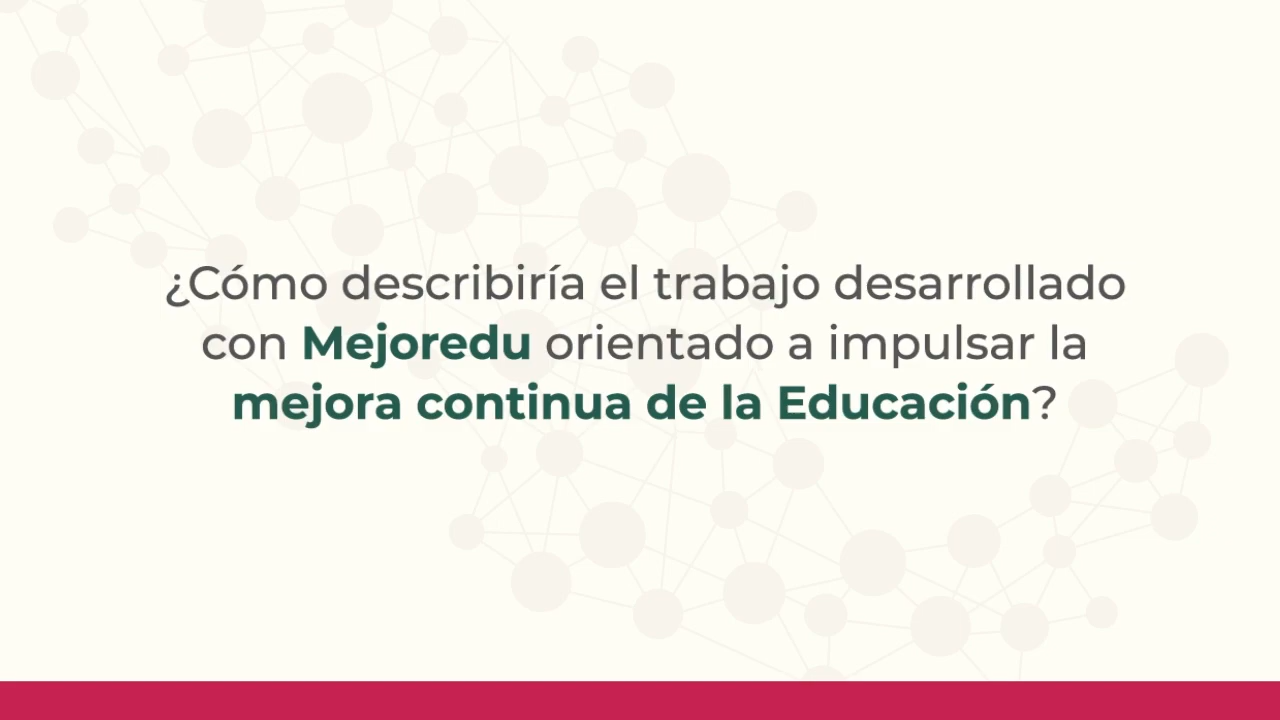 ¿Cómo describiría el trabajo desarrollado
con Mejoredu orientado a impulsar la
mejora continua de la Educación?